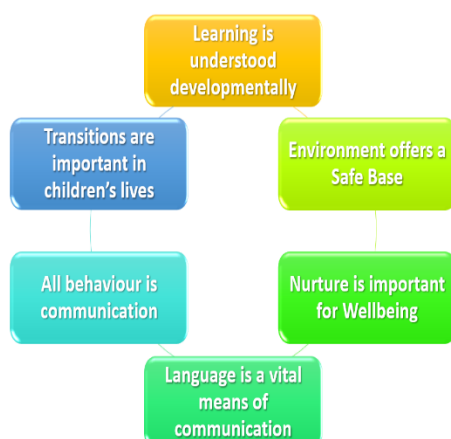 Learning is
understood
developmentally
Environment offers a
Safe Base
Nurture is important
for Wellbeing
Language is a vital
means of
communication
All behaviour is
communication
Transitions are
important in
children's lives